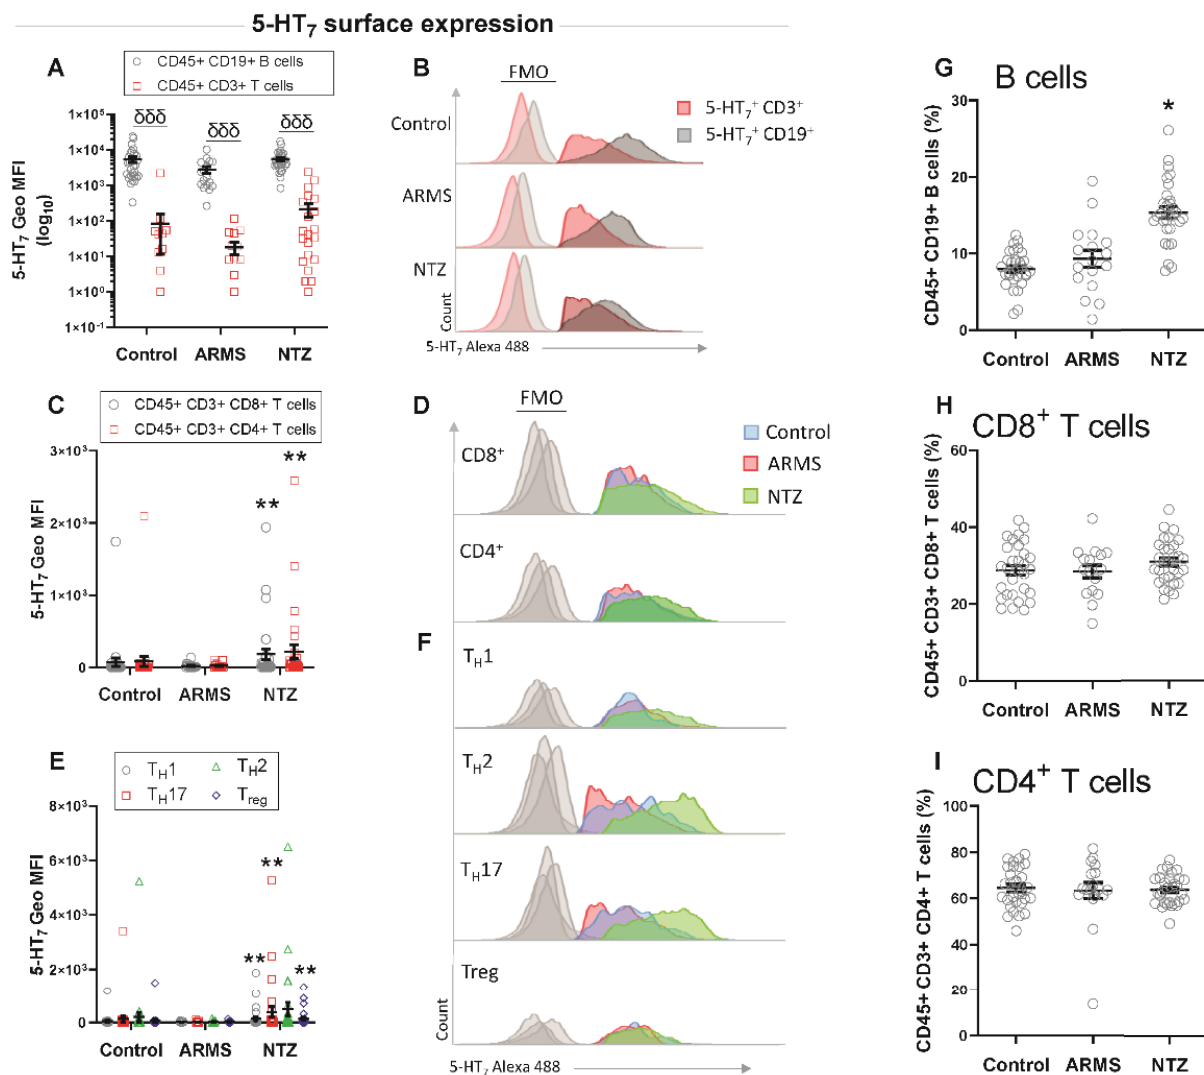 5-HT7 surface expression
A
CD45+ CD19+ B cells
CD45+ CD3+ T cells
5-HT7 Geo MFI
(log10)
1×10^5
1×10^4
1×10^3
1×10^2
1×10^1
1×10^0
1×10^-1
δδδ
δδδ
δδδ
Control
ARMS
NTZ
B
FMO
5-HT7+ CD3+
5-HT7+ CD19+
Control
ARMS
NTZ
Count
5-HT7 Alexa 488
C
CD45+ CD3+ CD8+ T cells
CD45+ CD3+ CD4+ T cells
5-HT7 Geo MFI
3×10^3
2×10^3
1×10^3
0
**
**
Control
ARMS
NTZ
D
FMO
Control
ARMS
NTZ
CD8+
CD4+
E
TH1
TH2
TH17
Treg
5-HT7 Geo MFI
8×10^3
6×10^3
4×10^3
2×10^3
0
**
**
**
Control
ARMS
NTZ
F
TH1
TH2
TH17
Treg
Count
5-HT7 Alexa 488
G
B cells
CD45+ CD19+ B cells (%)
30
20
10
0
*
Control
ARMS
NTZ
H
CD8+ T cells
CD45+ CD3+ CD8+ T cells (%)
60
40
20
0
Control
ARMS
NTZ
I
CD4+ T cells
CD45+ CD3+ CD4+ T cells (%)
100
80
60
40
20
0
Control
ARMS
NTZ